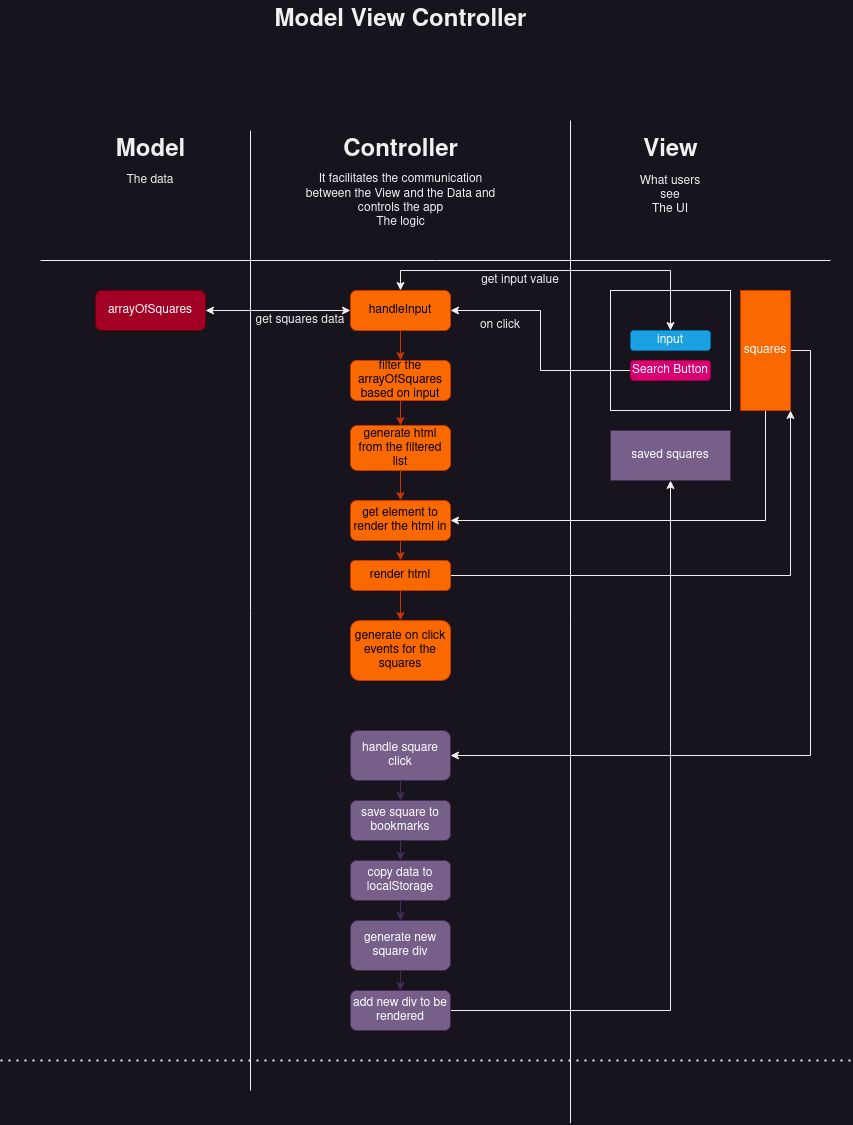 Model View Controller
Model
The data
Controller
It facilitates the communication
between the View and the Data and
controls the app
The logic
View
What users
see
The UI
get input value
arrayOfSquares
get squares data
handleInput
on click
input
Search Button
squares
filter the
arrayOfSquares
based on input
generate html
from the filtered
list
saved squares
get element to
render the html in
render html
generate on click
events for the
squares
handle square
click
save square to
bookmarks
copy data to
localStorage
generate new
square div
add new div to be
rendered